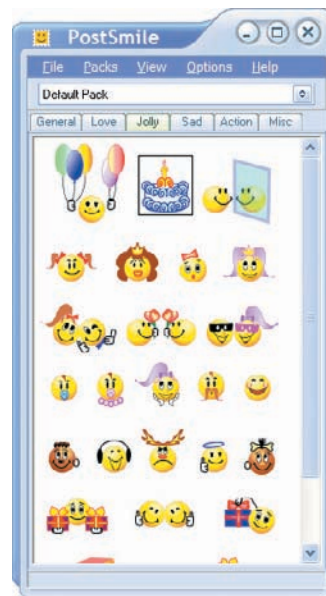 PostSmile
File Packs View Options Help
Default Pack
General Love Jolly Sad Action Misc